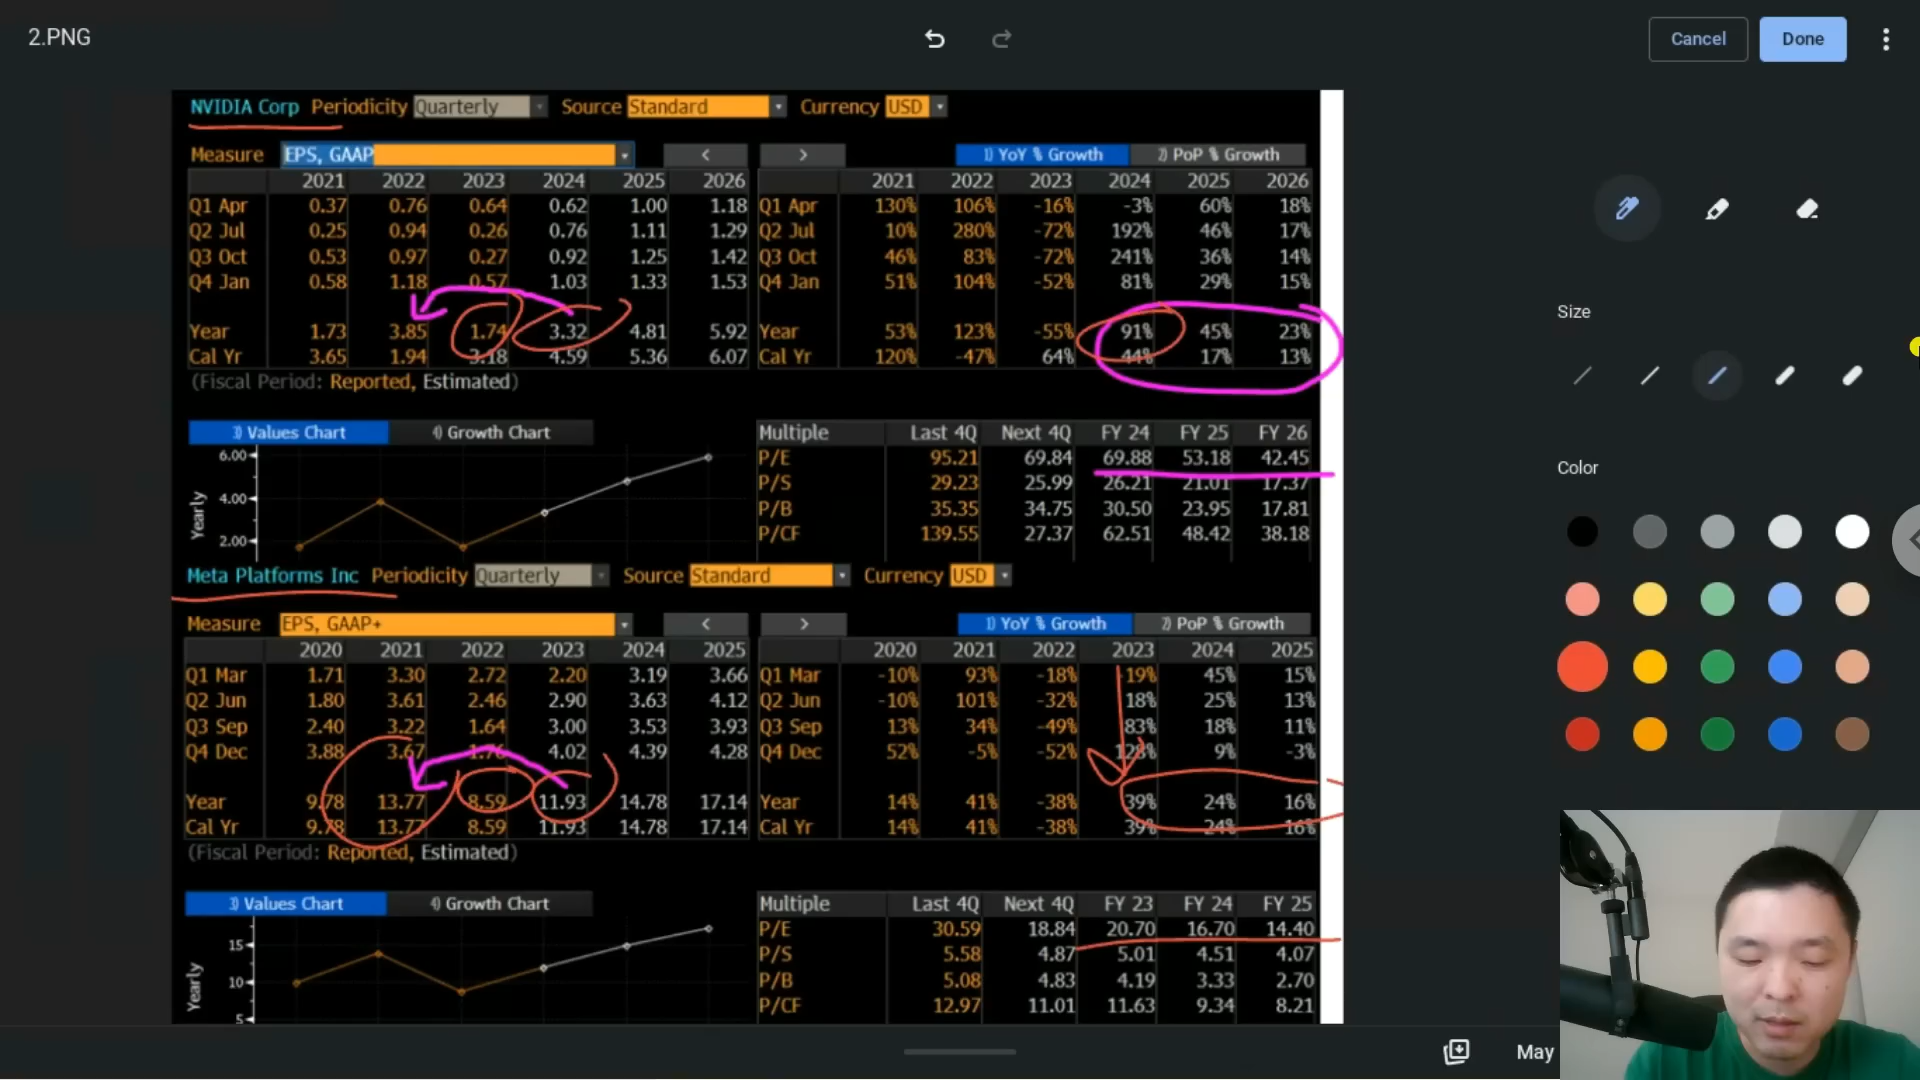 2.PNG
Cancel
Done
NVIDIA Corp Periodicity Quarterly Source Standard Currency USD
Measure EPS, GAAP < > 1) YoY % Growth 2) PoP % Growth
2021 2022 2023 2024 2025 2026 2021 2022 2023 2024 2025 2026
Q1 Apr 0.37 0.76 0.64 0.62 1.00 1.18 Q1 Apr 130% 106% -16% -3% 60% 18%
Q2 Jul 0.25 0.94 0.26 0.76 1.11 1.29 Q2 Jul 10% 280% -72% 192% 46% 17%
Q3 Oct 0.53 0.97 0.27 0.92 1.25 1.42 Q3 Oct 46% 83% -72% 241% 36% 14%
Q4 Jan 0.58 1.18 0.57 1.03 1.33 1.53 Q4 Jan 51% 104% -52% 81% 29% 15%
Year 1.73 3.85 1.74 3.32 4.81 5.92 Year 53% 123% -55% 91% 45% 23%
Cal Yr 3.65 1.94 3.18 4.59 5.36 6.07 Cal Yr 120% -47% 64% 44% 17% 13%
(Fiscal Period: Reported, Estimated)
3) Values Chart 4) Growth Chart
Multiple Last 4Q Next 4Q FY 24 FY 25 FY 26
P/E 95.21 69.84 69.88 53.18 42.45
P/S 29.23 25.99 26.21 21.01 17.37
P/B 35.35 34.75 30.50 23.95 17.81
P/CF 139.55 27.37 62.51 48.42 38.18
6.00
4.00
2.00
Yearly
Meta Platforms Inc Periodicity Quarterly Source Standard Currency USD
Measure EPS, GAAP+ < > 1) YoY % Growth 2) PoP % Growth
2020 2021 2022 2023 2024 2025 2020 2021 2022 2023 2024 2025
Q1 Mar 1.71 3.30 2.72 2.20 3.19 3.66 Q1 Mar -10% 93% -18% -19% 45% 15%
Q2 Jun 1.80 3.61 2.46 2.90 3.63 4.12 Q2 Jun -10% 101% -32% 18% 25% 13%
Q3 Sep 2.40 3.22 1.64 3.00 3.53 3.93 Q3 Sep 13% 34% -49% 83% 18% 11%
Q4 Dec 3.88 3.67 1.76 4.02 4.39 4.28 Q4 Dec 52% -5% -52% 128% 9% -3%
Year 9.78 13.77 8.59 11.93 14.78 17.14 Year 14% 41% -38% 39% 24% 16%
Cal Yr 9.78 13.77 8.59 11.93 14.78 17.14 Cal Yr 14% 41% -38% 39% 24% 16%
(Fiscal Period: Reported, Estimated)
3) Values Chart 4) Growth Chart
Multiple Last 4Q Next 4Q FY 23 FY 24 FY 25
P/E 30.59 18.84 20.70 16.70 14.40
P/S 5.58 4.87 5.01 4.51 4.07
P/B 5.08 4.83 4.19 3.33 2.70
P/CF 12.97 11.01 11.63 9.34 8.21
15
10
5
Yearly
Size
Color
May